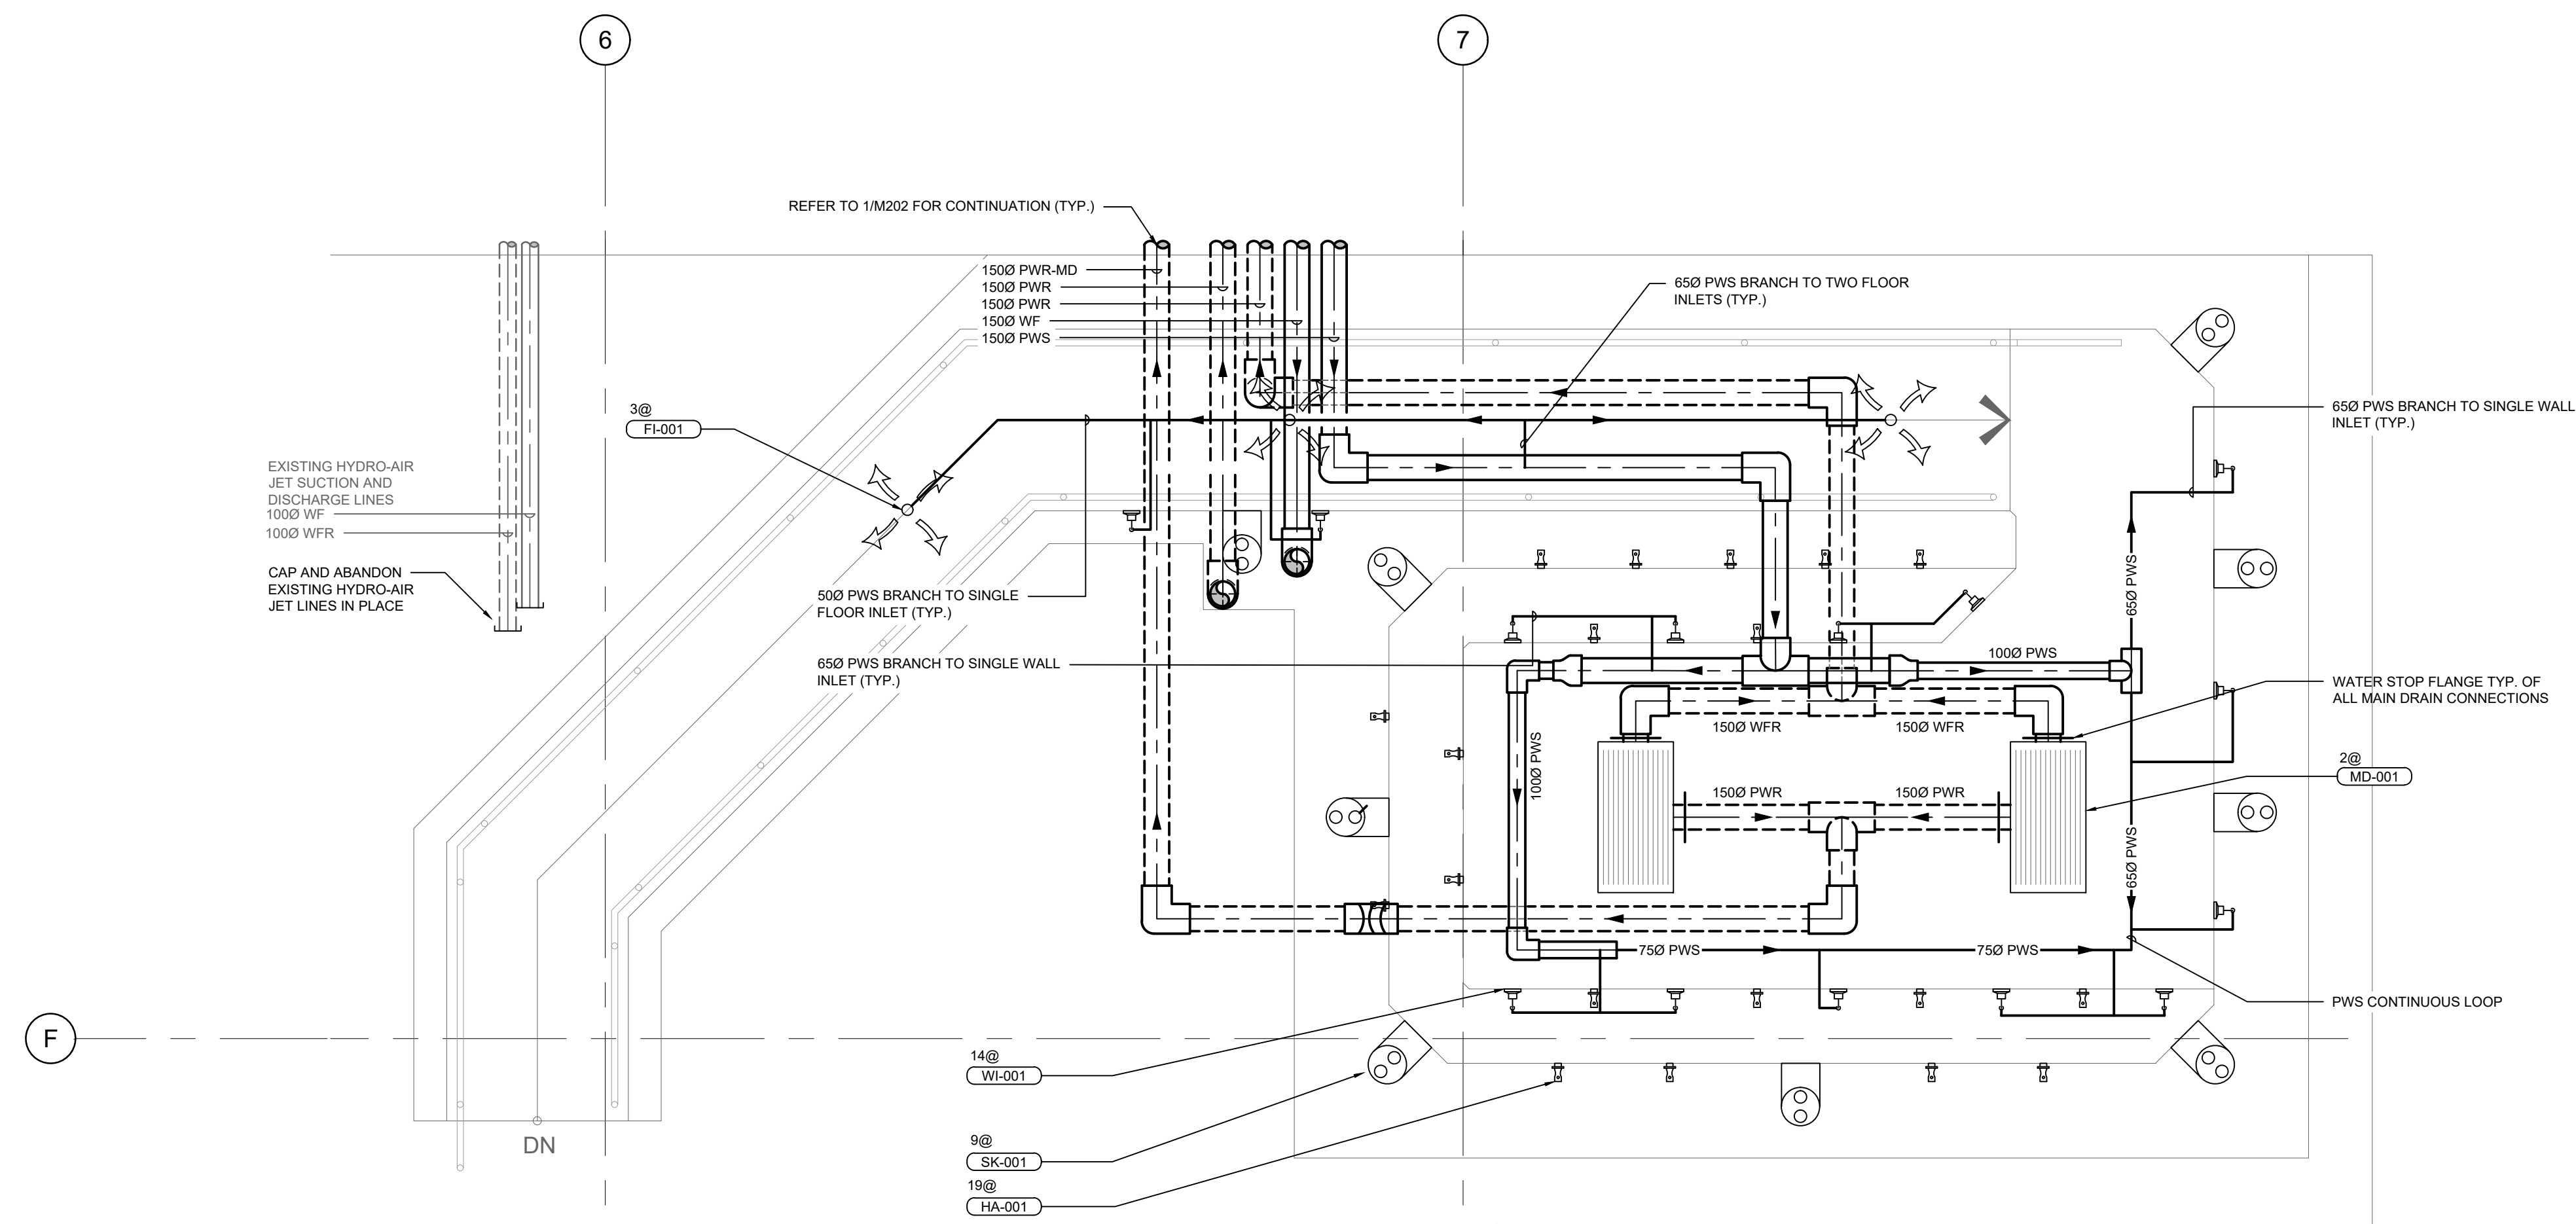 6
7
REFER TO 1/M202 FOR CONTINUATION (TYP.)
150Ø PWR-MD
150Ø PWR
150Ø PWR
150Ø WF
150Ø PWS
65Ø PWS BRANCH TO TWO FLOOR
INLETS (TYP.)
3@
FI-001
65Ø PWS BRANCH TO SINGLE WALL
INLET (TYP.)
EXISTING HYDRO-AIR
JET SUCTION AND
DISCHARGE LINES
100Ø WF
100Ø WFR
CAP AND ABANDON
EXISTING HYDRO-AIR
JET LINES IN PLACE
50Ø PWS BRANCH TO SINGLE
FLOOR INLET (TYP.)
65Ø PWS BRANCH TO SINGLE WALL
INLET (TYP.)
65Ø PWS
100Ø PWS
WATER STOP FLANGE TYP. OF
ALL MAIN DRAIN CONNECTIONS
150Ø WFR
150Ø WFR
100Ø PWS
2@
MD-001
150Ø PWR
150Ø PWR
65Ø PWS
75Ø PWS
75Ø PWS
PWS CONTINUOUS LOOP
F
14@
WI-001
DN
9@
SK-001
19@
HA-001